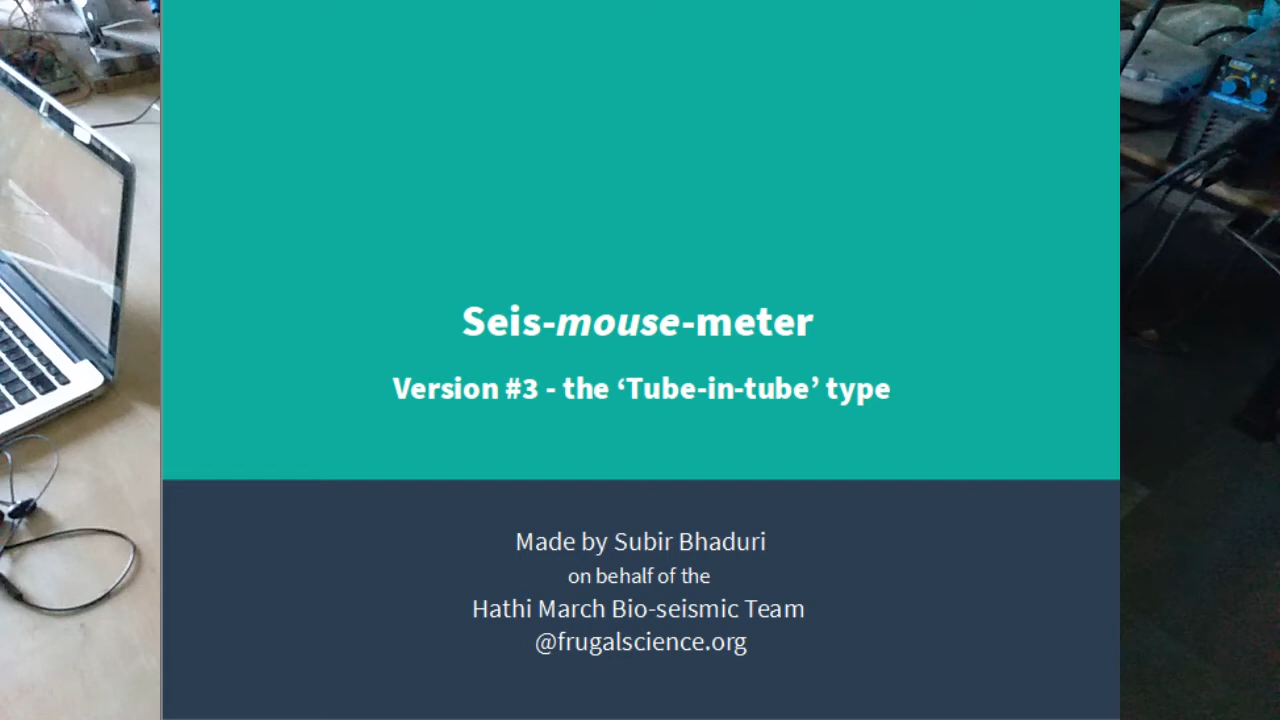 Seis-mouse-meter
Version #3 - the ‘Tube-in-tube’ type
Made by Subir Bhaduri
on behalf of the
Hathi March Bio-seismic Team
@frugalscience.org